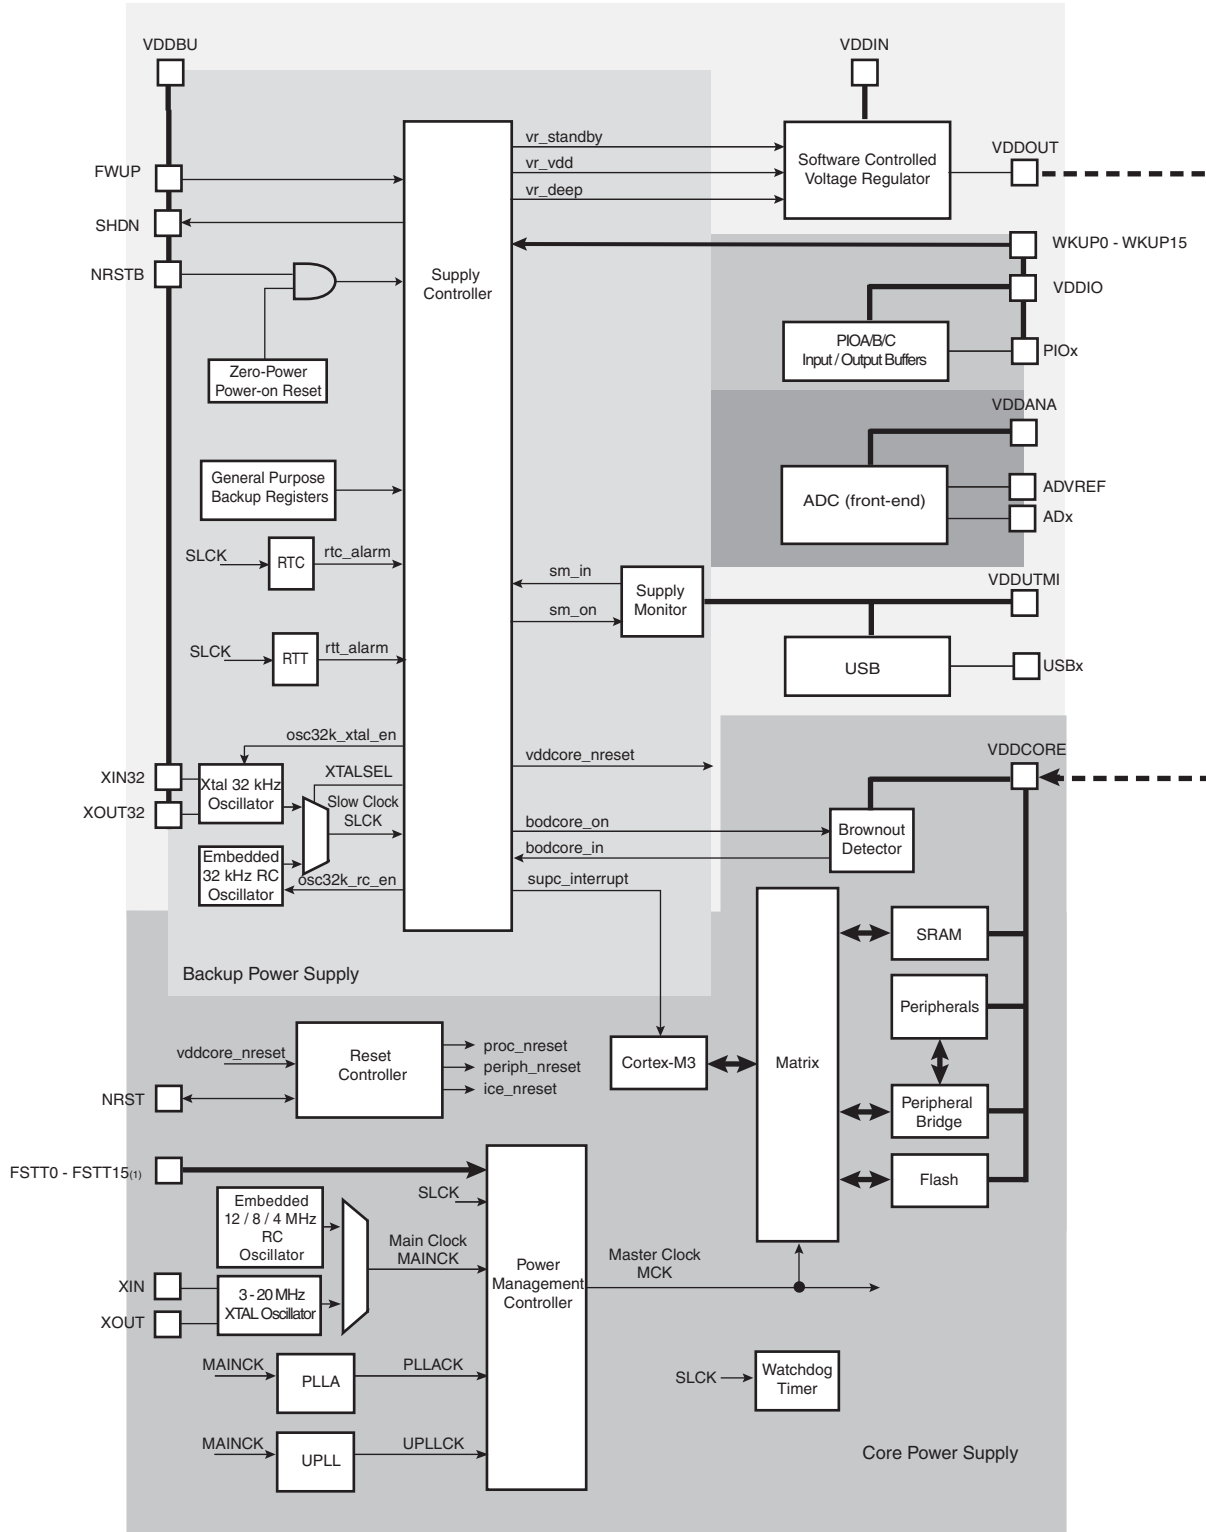 VDDBU
VDDIN
FWUP
SHDN
NRSTB
Supply
Controller
vr_standby
vr_vdd
vr_deep
Software Controlled
Voltage Regulator
VDDOUT
WKUP0 - WKUP15
VDDIO
PIOA/B/C
Input / Output Buffers
PIOx
Zero-Power
Power-on Reset
VDDANA
ADC (front-end)
ADVREF
ADx
General Purpose
Backup Registers
SLCK
RTC
rtc_alarm
sm_in
sm_on
Supply
Monitor
VDDUTMI
USB
USBx
SLCK
RTT
rtt_alarm
osc32k_xtal_en
XTALSEL
vddcore_nreset
VDDCORE
XIN32
XOUT32
Xtal 32 kHz
Oscillator
Slow Clock
SLCK
Embedded
32 kHz RC
Oscillator
osc32k_rc_en
bodcore_on
bodcore_in
supc_interrupt
Brownout
Detector
Backup Power Supply
SRAM
Peripherals
Peripheral
Bridge
Flash
Matrix
Cortex-M3
vddcore_nreset
NRST
Reset
Controller
proc_nreset
periph_nreset
ice_nreset
FSTT0 - FSTT15(1)
SLCK
Embedded
12 / 8 / 4 MHz
RC
Oscillator
Main Clock
MAINCK
XIN
XOUT
3 - 20 MHz
XTAL Oscillator
Power
Management
Controller
Master Clock
MCK
MAINCK
PLLA
PLLACK
MAINCK
UPLL
UPLLCK
SLCK
Watchdog
Timer
Core Power Supply